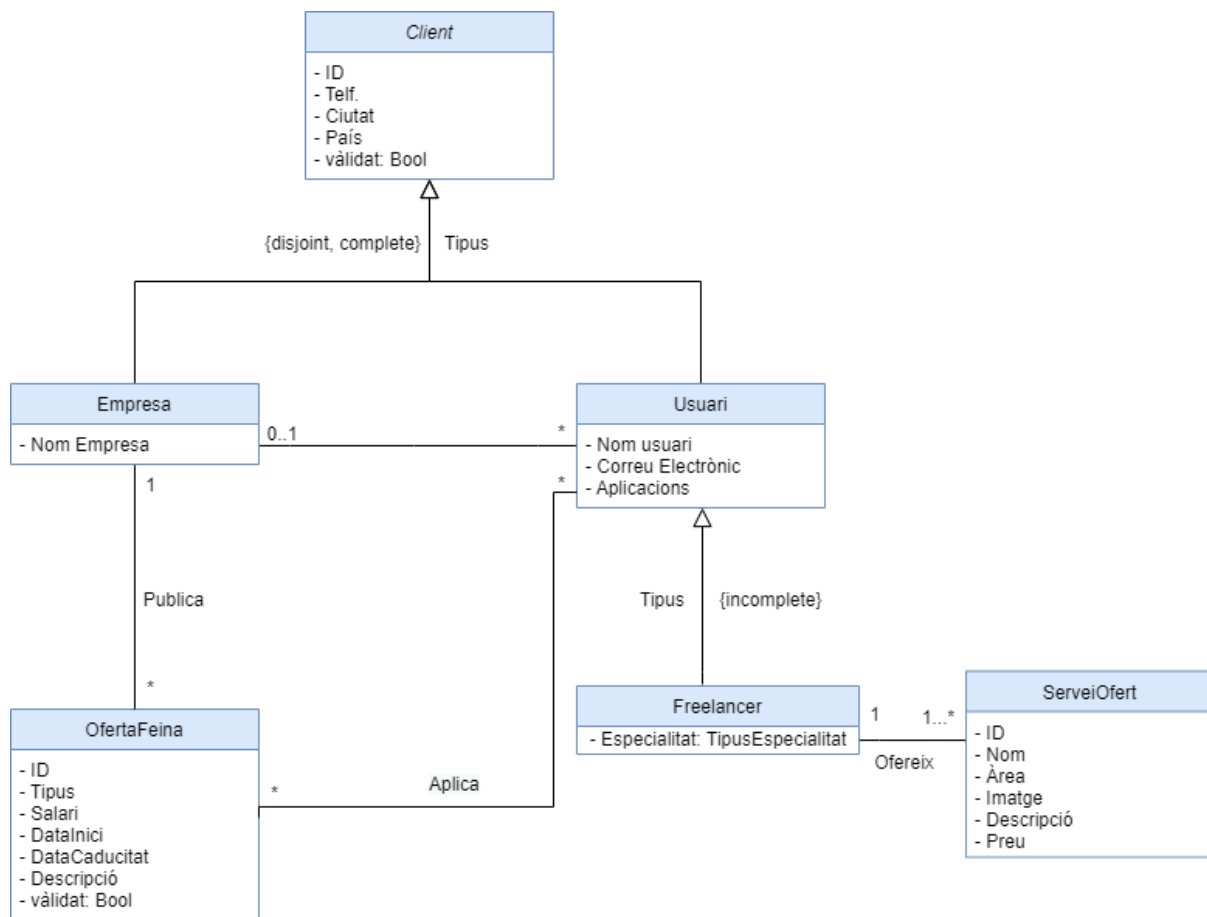 Client
- ID
- Telf.
- Ciutat
- País
- vàlidat: Bool
{disjoint, complete} Tipus
Empresa
- Nom Empresa
0..1
*
Usuari
- Nom usuari
- Correu Electrònic
- Aplicacions
*
1
Publica
*
Tipus {incomplete}
OfertaFeina
- ID
- Tipus
- Salari
- DataInici
- DataCaducitat
- Descripció
- vàlidat: Bool
*
Aplica
Freelancer
- Especialitat: TipusEspecialitat
1
1...*
Ofereix
ServeiOfert
- ID
- Nom
- Àrea
- Imatge
- Descripció
- Preu